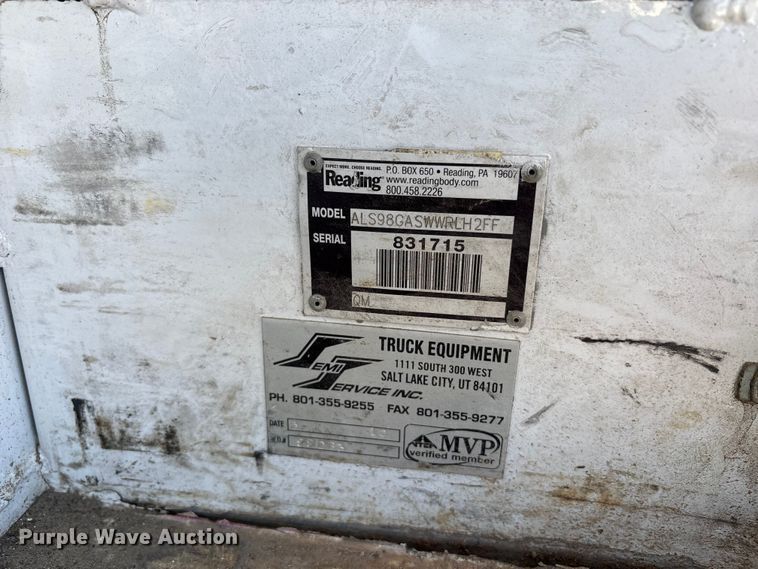 EXPECT MORE. CHOOSE READING.
P.O. BOX 650 • Reading, PA 19607
Reading
www.readingbody.com
800.458.2226
MODEL ALS98GASWWRLH2FF
SERIAL 831715
QM
TRUCK EQUIPMENT
1111 SOUTH 300 WEST
SALT LAKE CITY, UT 84101
SEMI SERVICE INC.
PH. 801-355-9255 FAX 801-355-9277
DATE
W.O.#
NTEA MVP
verified member
Purple Wave Auction